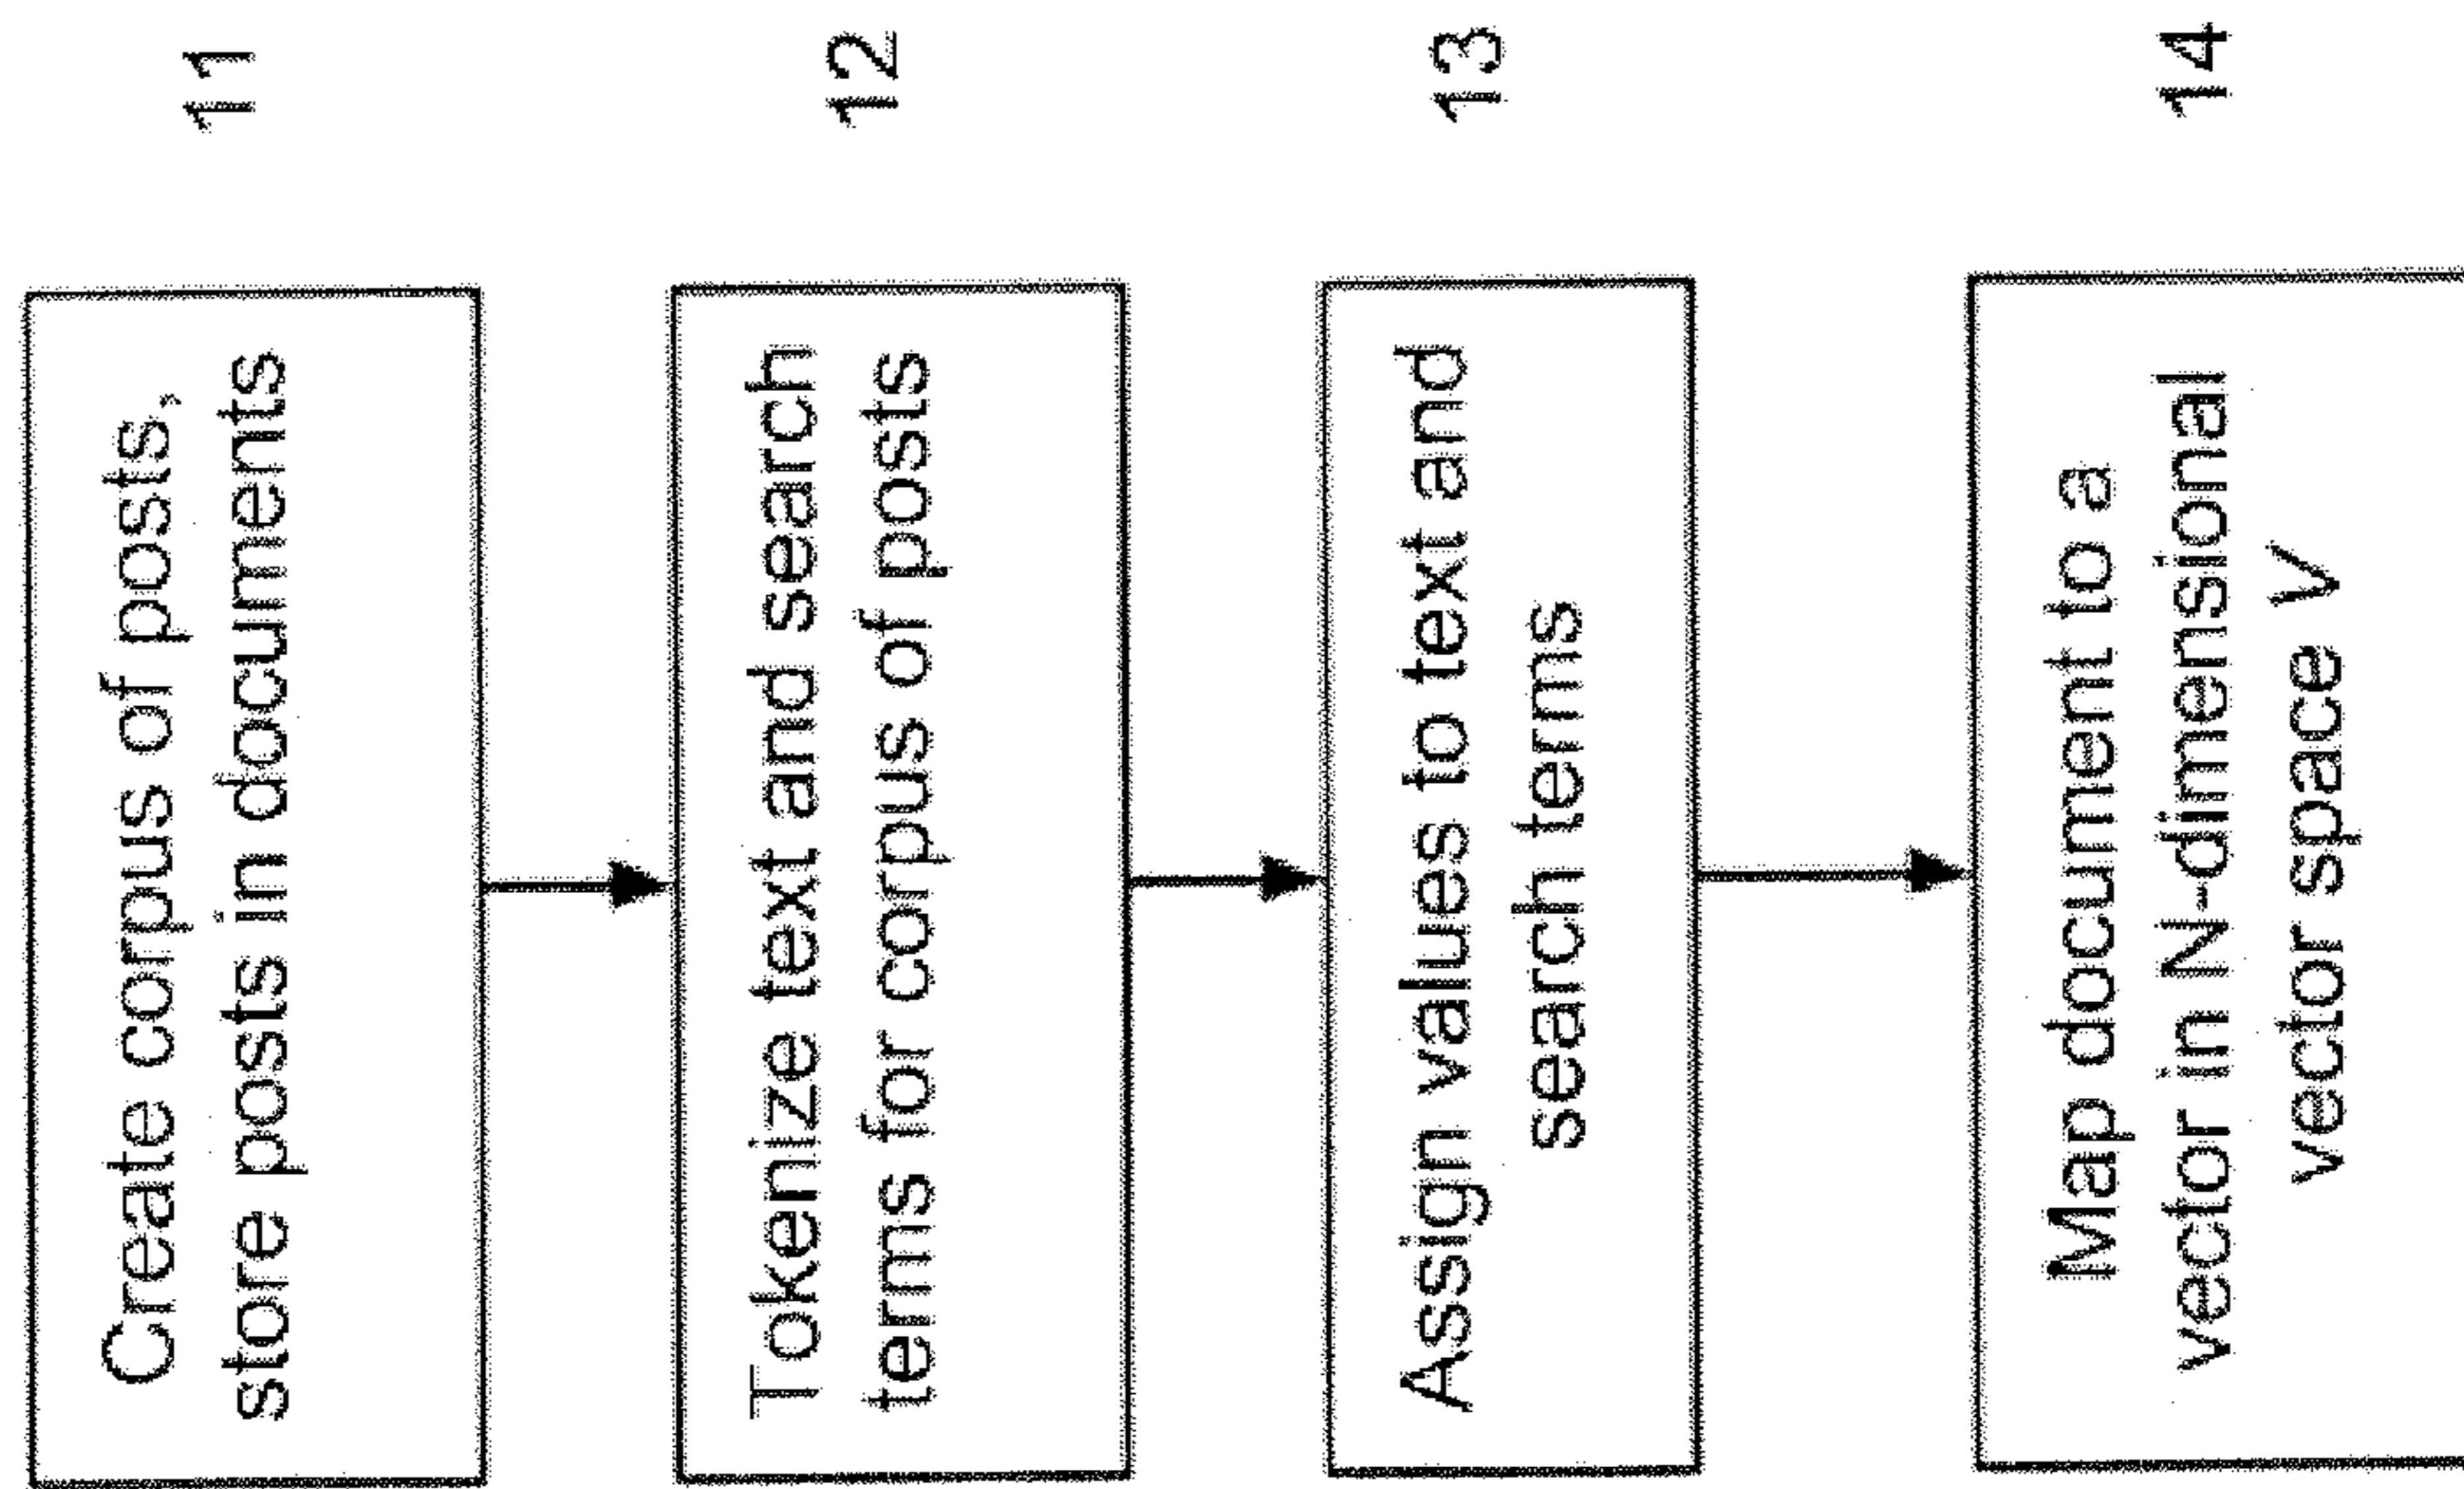 Create corpus of posts,
store posts in documents
11
Tokenize text and search
terms for corpus of posts
12
Assign values to text and
search terms
13
Map document to a
vector in N-dimensional
vector space V
14